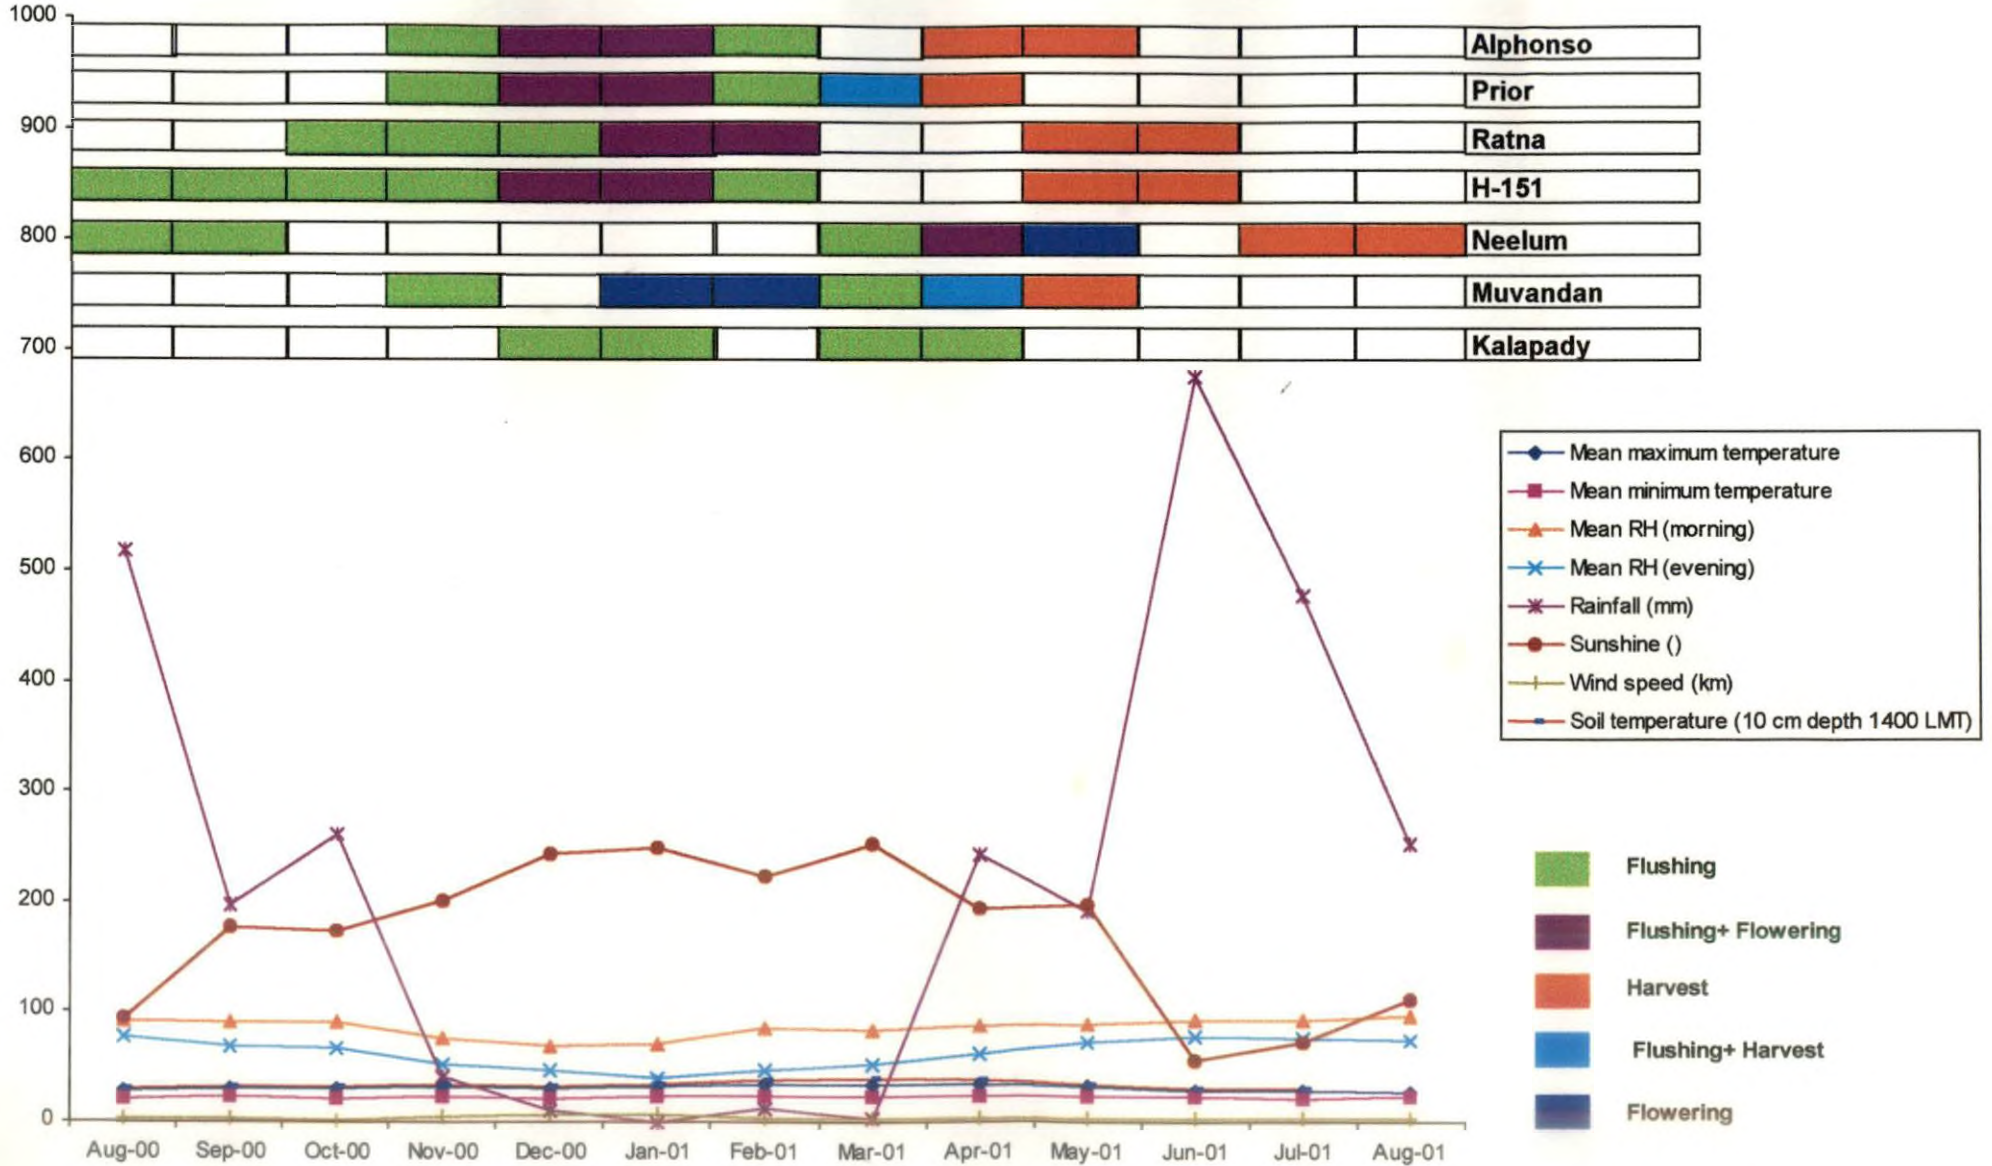 1000
Alphonso
Prior
900
Ratna
H-151
800
Neelum
Muvandan
700
Kalapady
600
500
400
300
200
100
0
Aug-00 Sep-00 Oct-00 Nov-00 Dec-00 Jan-01 Feb-01 Mar-01 Apr-01 May-01 Jun-01 Jul-01 Aug-01
Mean maximum temperature
Mean minimum temperature
Mean RH (morning)
Mean RH (evening)
Rainfall (mm)
Sunshine ()
Wind speed (km)
Soil temperature (10 cm depth 1400 LMT)
Flushing
Flushing+ Flowering
Harvest
Flushing+ Harvest
Flowering